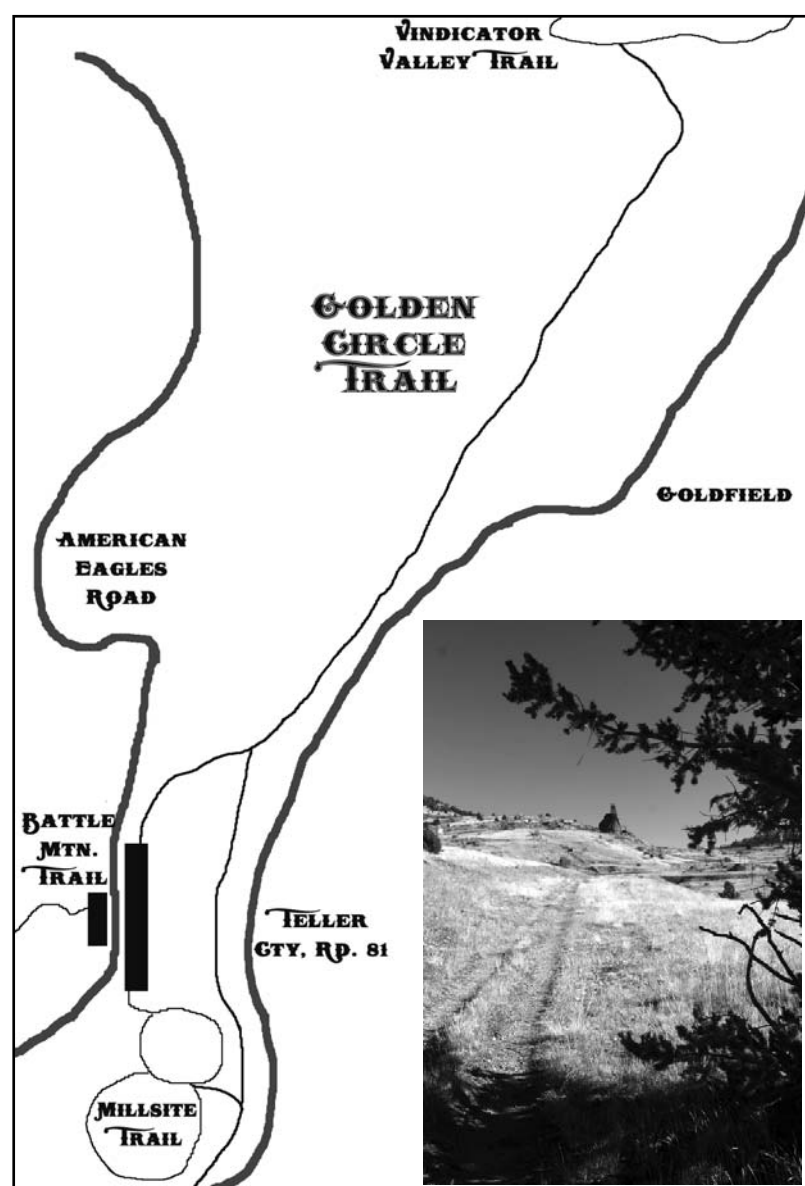 VINDICATOR
VALLEY TRAIL
GOLDEN
CIRCLE
TRAIL
GOLDFIELD
AMERICAN
EAGLES
ROAD
BATTLE
MTN.
TRAIL
TELLER
CTY, RD. 81
MILLSITE
TRAIL